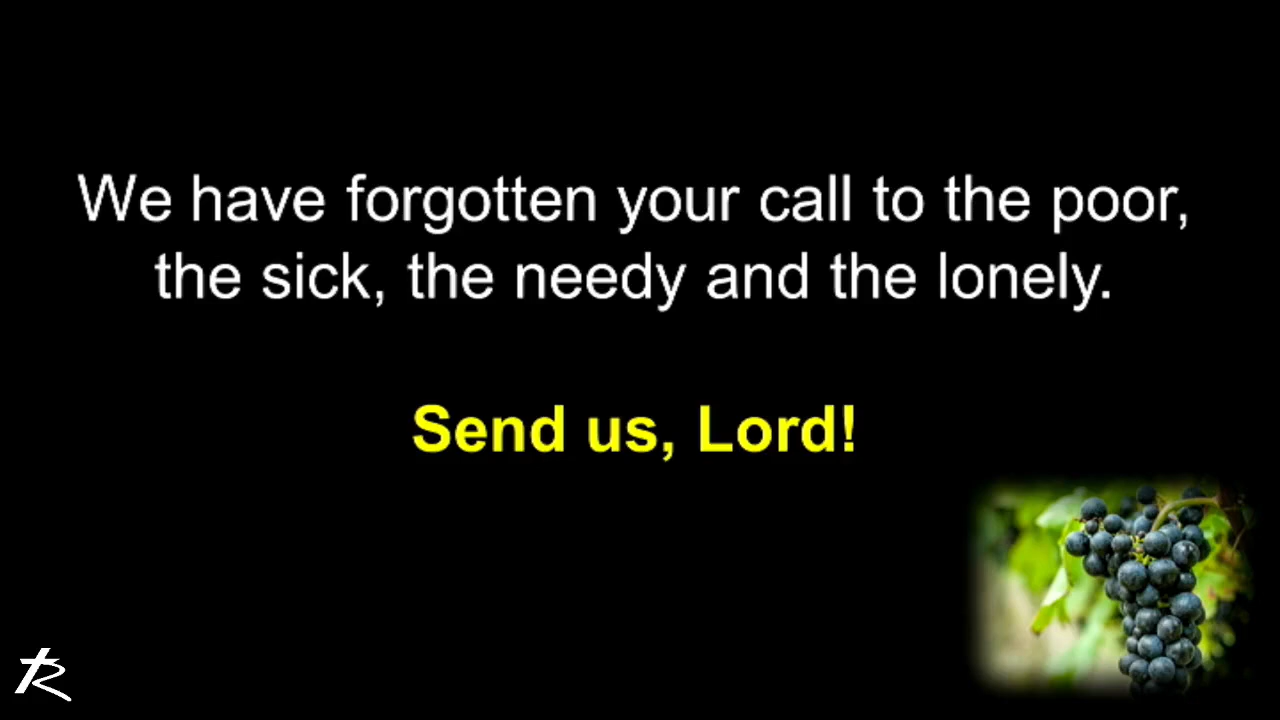 We have forgotten your call to the poor,
the sick, the needy and the lonely.
Send us, Lord!